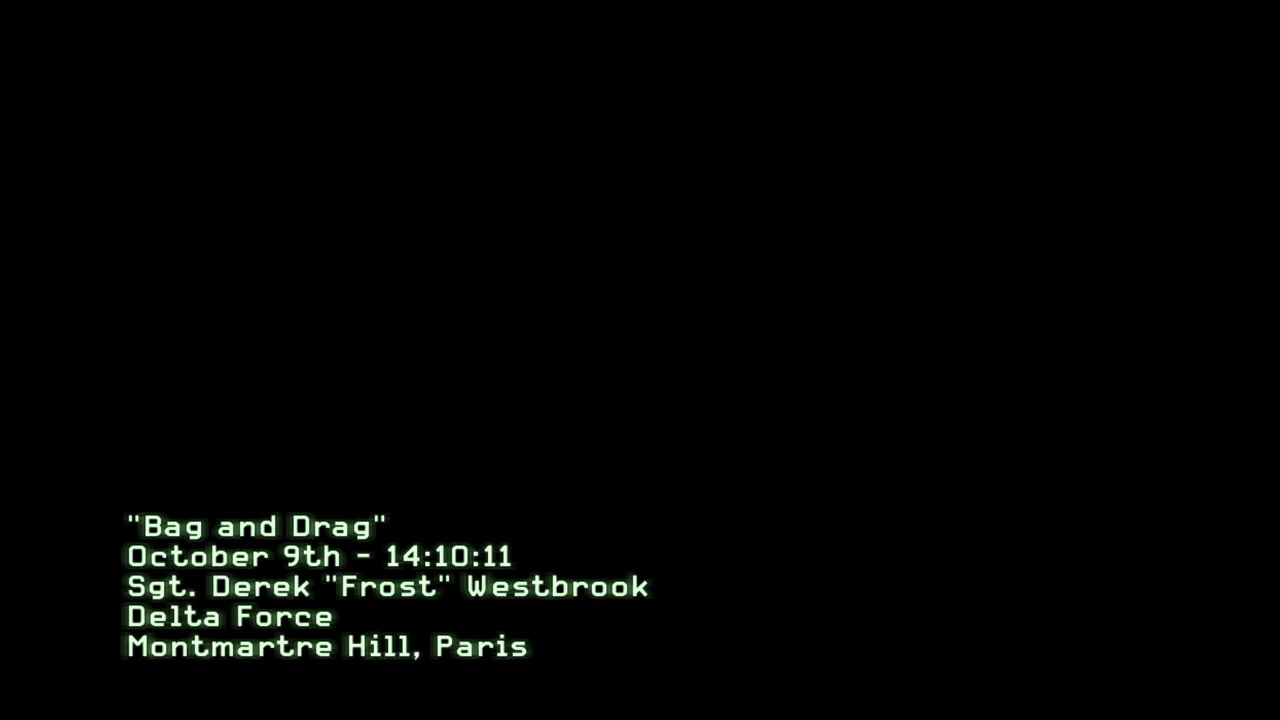 "Bag and Drag"
October 9th - 14:10:11
Sgt. Derek "Frost" Westbrook
Delta Force
Montmartre Hill, Paris